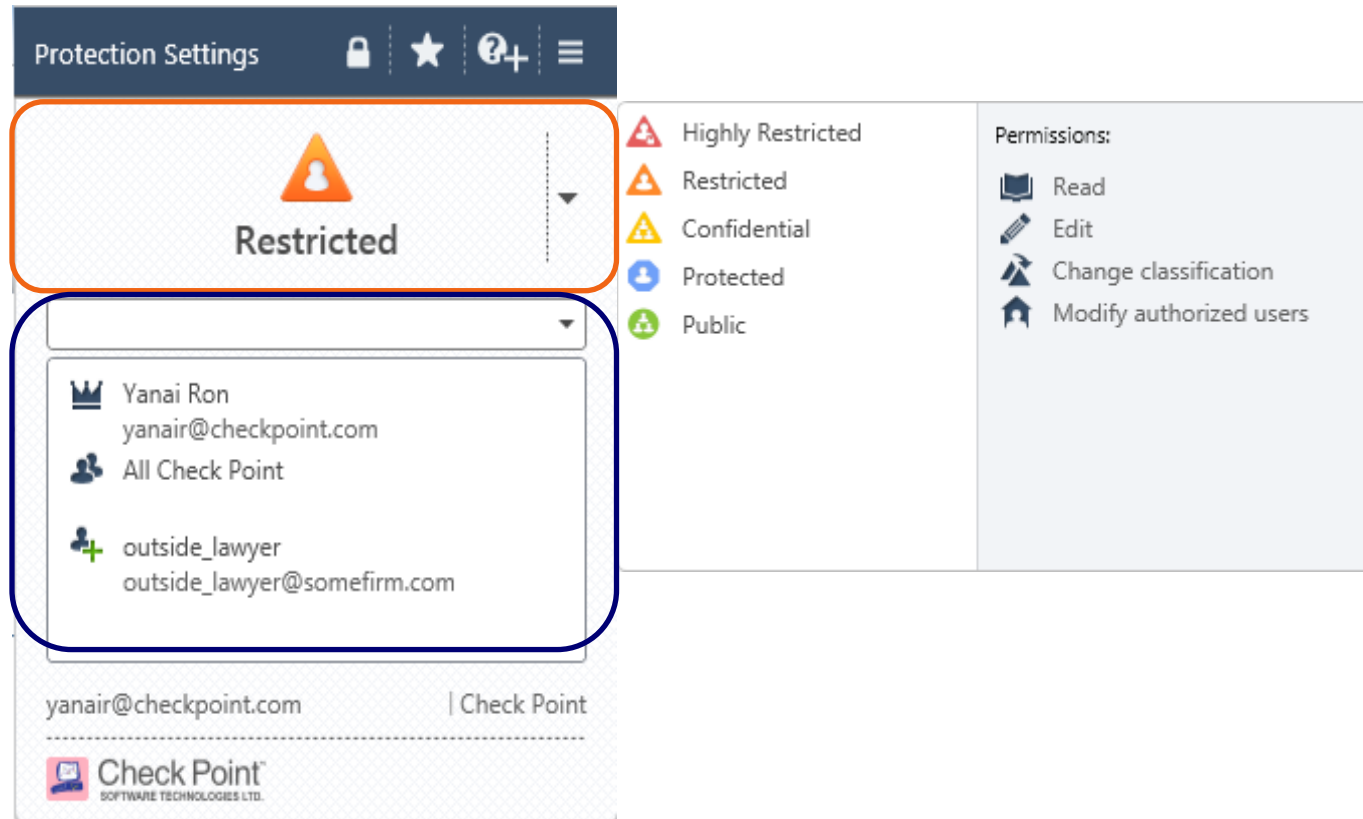 Protection Settings
Restricted
Yanai Ron
yanair@checkpoint.com
All Check Point
outside_lawyer
outside_lawyer@somefirm.com
yanair@checkpoint.com | Check Point
Check Point™
SOFTWARE TECHNOLOGIES LTD.
Highly Restricted
Restricted
Confidential
Protected
Public
Permissions:
Read
Edit
Change classification
Modify authorized users